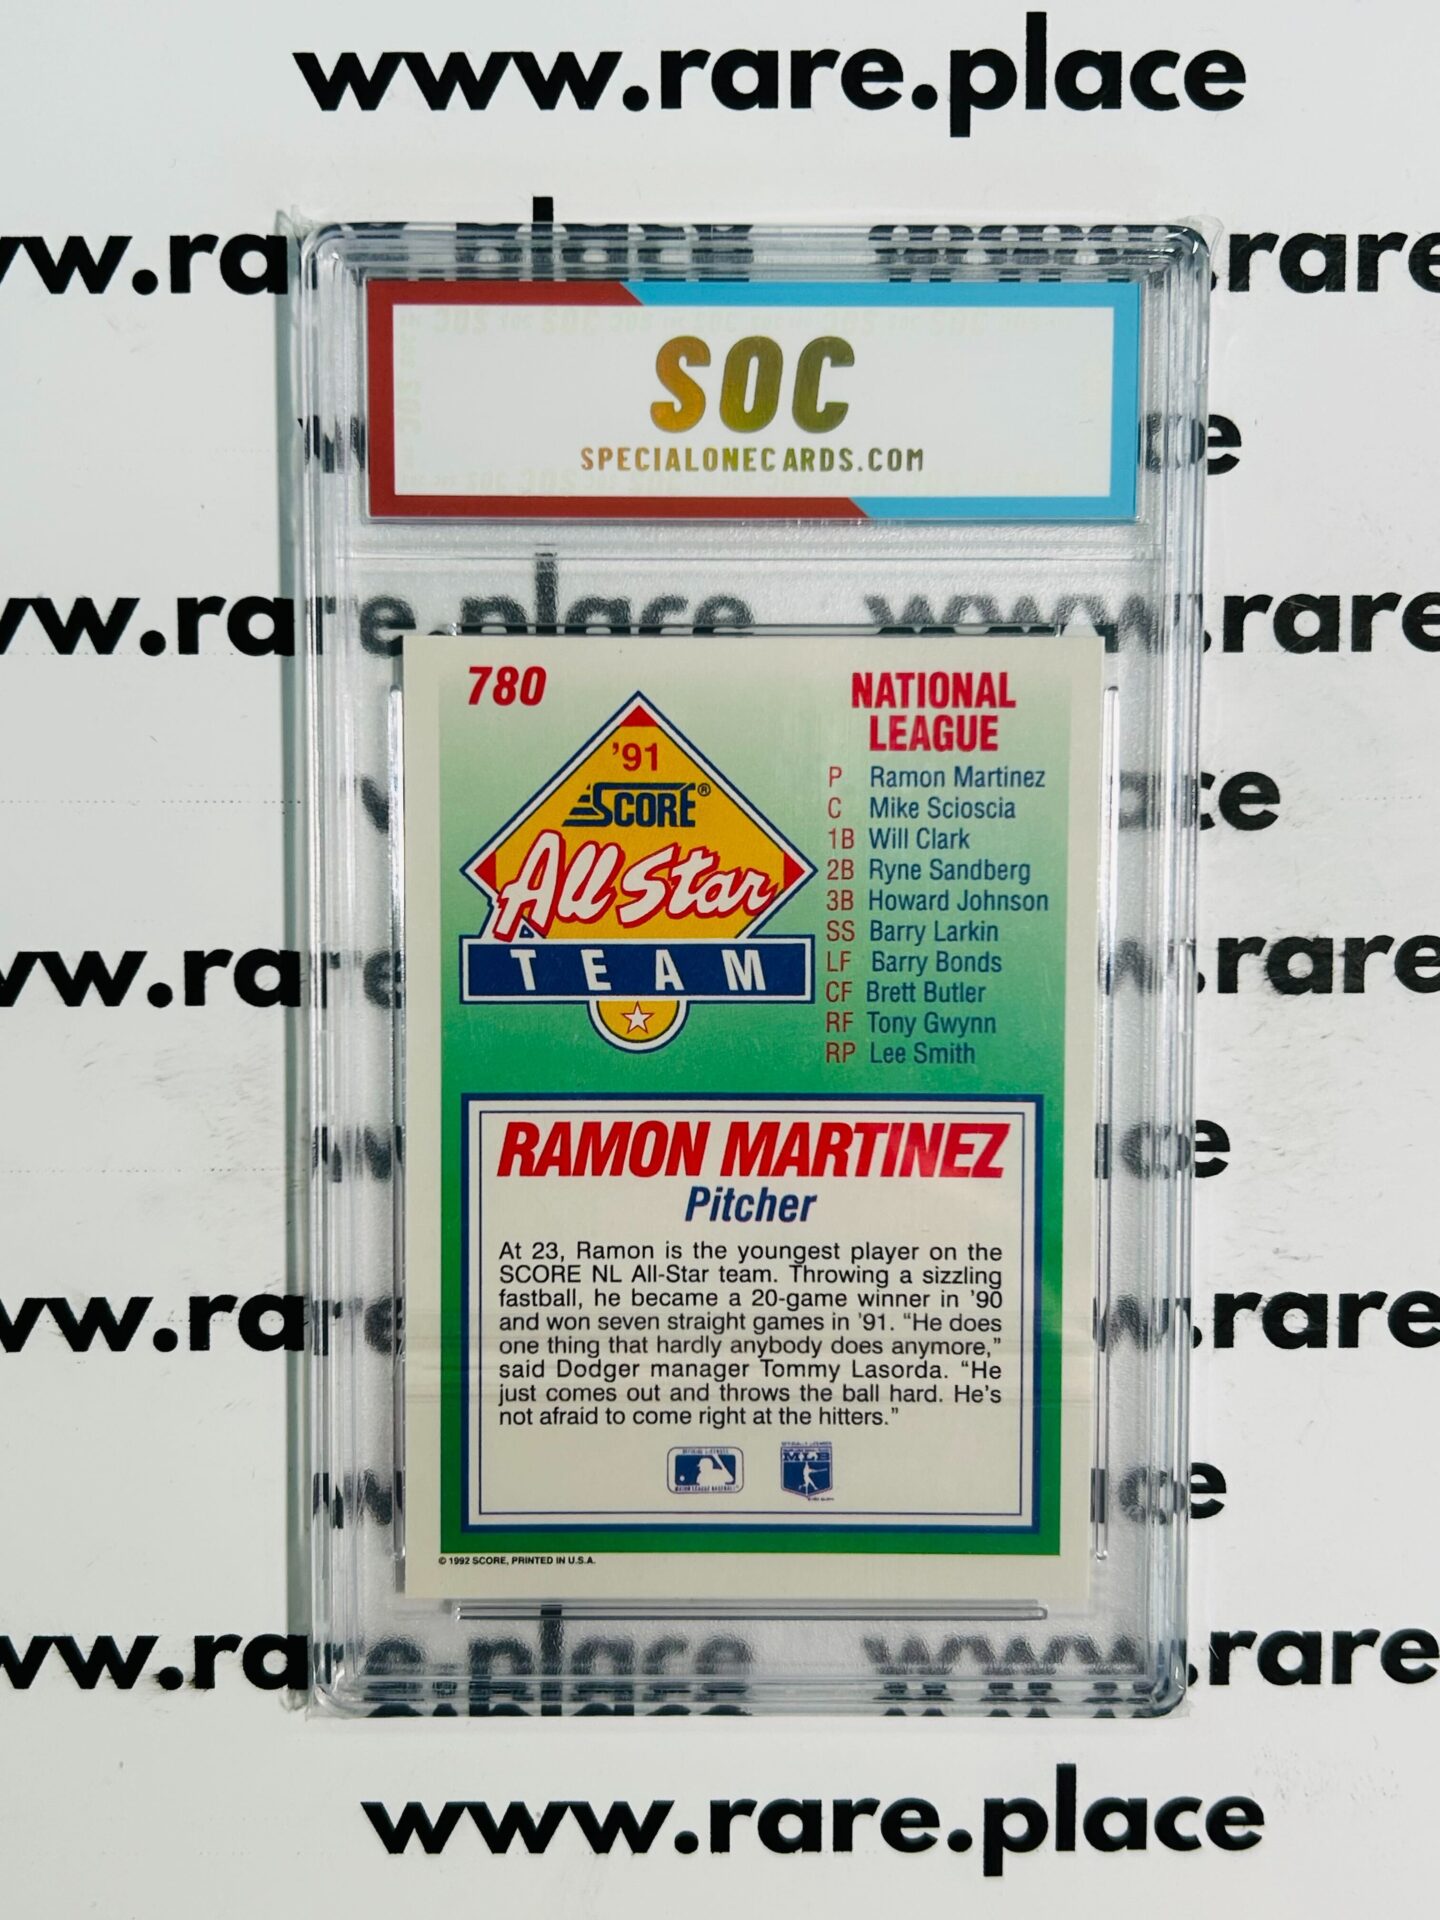 www.rare.place
www.rare
SOC
SPECIALONECARDS.COM
780
'91
SCORE®
All Star
TEAM
NATIONAL
LEAGUE
P Ramon Martinez
C Mike Scioscia
1B Will Clark
2B Ryne Sandberg
3B Howard Johnson
SS Barry Larkin
LF Barry Bonds
CF Brett Butler
RF Tony Gwynn
RP Lee Smith
RAMON MARTINEZ
Pitcher
At 23, Ramon is the youngest player on the
SCORE NL All-Star team. Throwing a sizzling
fastball, he became a 20-game winner in '90
and won seven straight games in '91. "He does
one thing that hardly anybody does anymore,"
said Dodger manager Tommy Lasorda. "He
just comes out and throws the ball hard. He's
not afraid to come right at the hitters."
MLB
© 1992 SCORE, PRINTED IN U.S.A.
www.rare.place